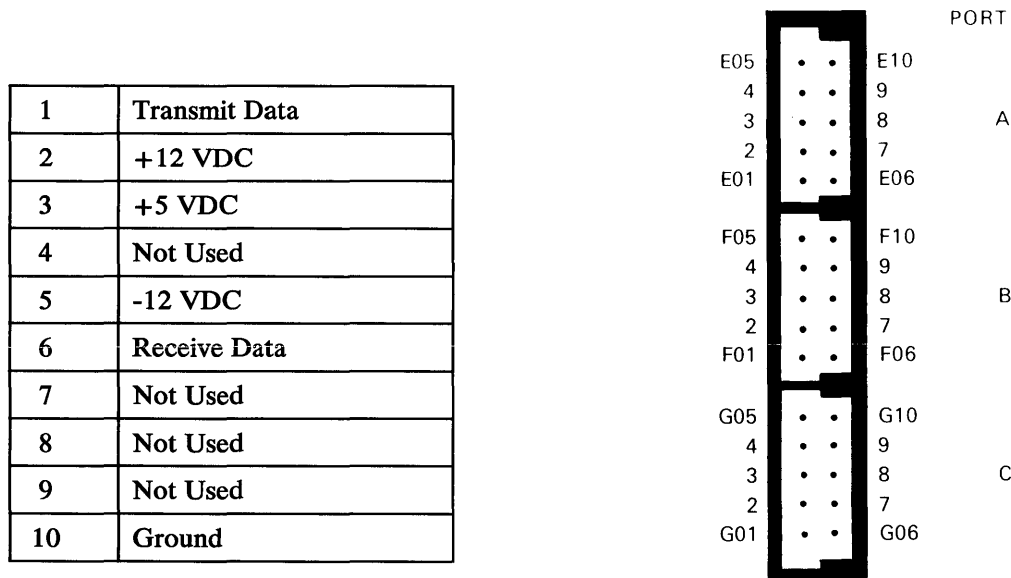 1 Transmit Data
2 +12 VDC
3 +5 VDC
4 Not Used
5 -12 VDC
6 Receive Data
7 Not Used
8 Not Used
9 Not Used
10 Ground
PORT
E05 E10
4 9
3 8 A
2 7
E01 E06
F05 F10
4 9
3 8 B
2 7
F01 F06
G05 G10
4 9
3 8 C
2 7
G01 G06